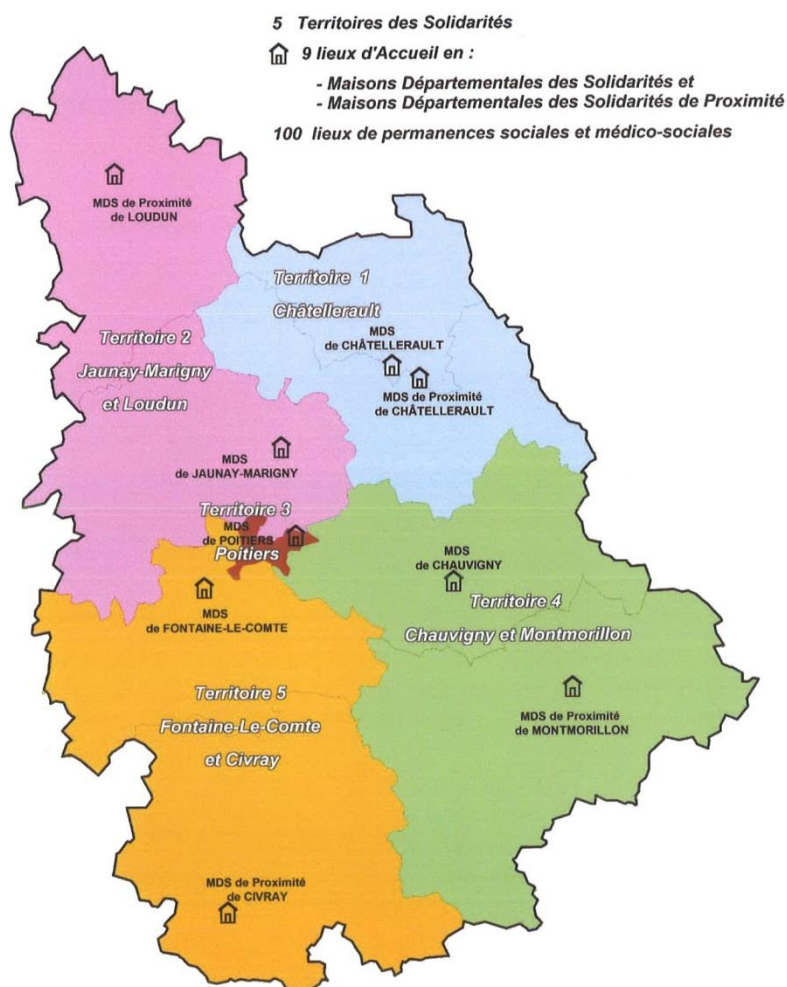 5 Territoires des Solidarités
9 lieux d'Accueil en :
- Maisons Départementales des Solidarités et
- Maisons Départementales des Solidarités de Proximité
100 lieux de permanences sociales et médico-sociales
MDS de Proximité
de LOUDUN
Territoire 1
Châtellerault
MDS
de CHÂTELLERAULT
MDS de Proximité
de CHÂTELLERAULT
Territoire 2
Jaunay-Marigny
et Loudun
MDS
de JAUNAY-MARIGNY
Territoire 3
MDS
de POITIERS
Poitiers
MDS
de CHAUVIGNY
Territoire 4
Chauvigny et Montmorillon
MDS
de FONTAINE-LE-COMTE
MDS de Proximité
de MONTMORILLON
Territoire 5
Fontaine-Le-Comte
et Civray
MDS de Proximité
de CIVRAY